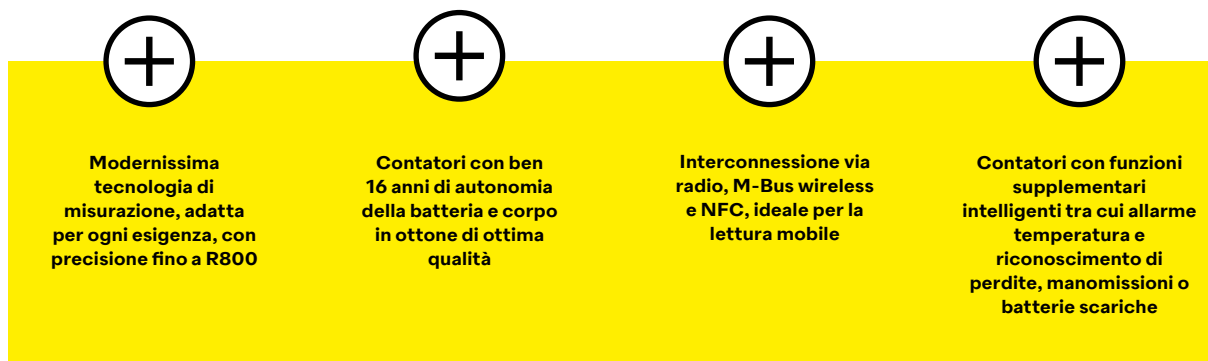 Modernissima
tecnologia di
misurazione, adatta
per ogni esigenza, con
precisione fino a R800
Contatori con ben
16 anni di autonomia
della batteria e corpo
in ottone di ottima
qualità
Interconnessione via
radio, M-Bus wireless
e NFC, ideale per la
lettura mobile
Contatori con funzioni
supplementari
intelligenti tra cui allarme
temperatura e
riconoscimento di
perdite, manomissioni o
batterie scariche